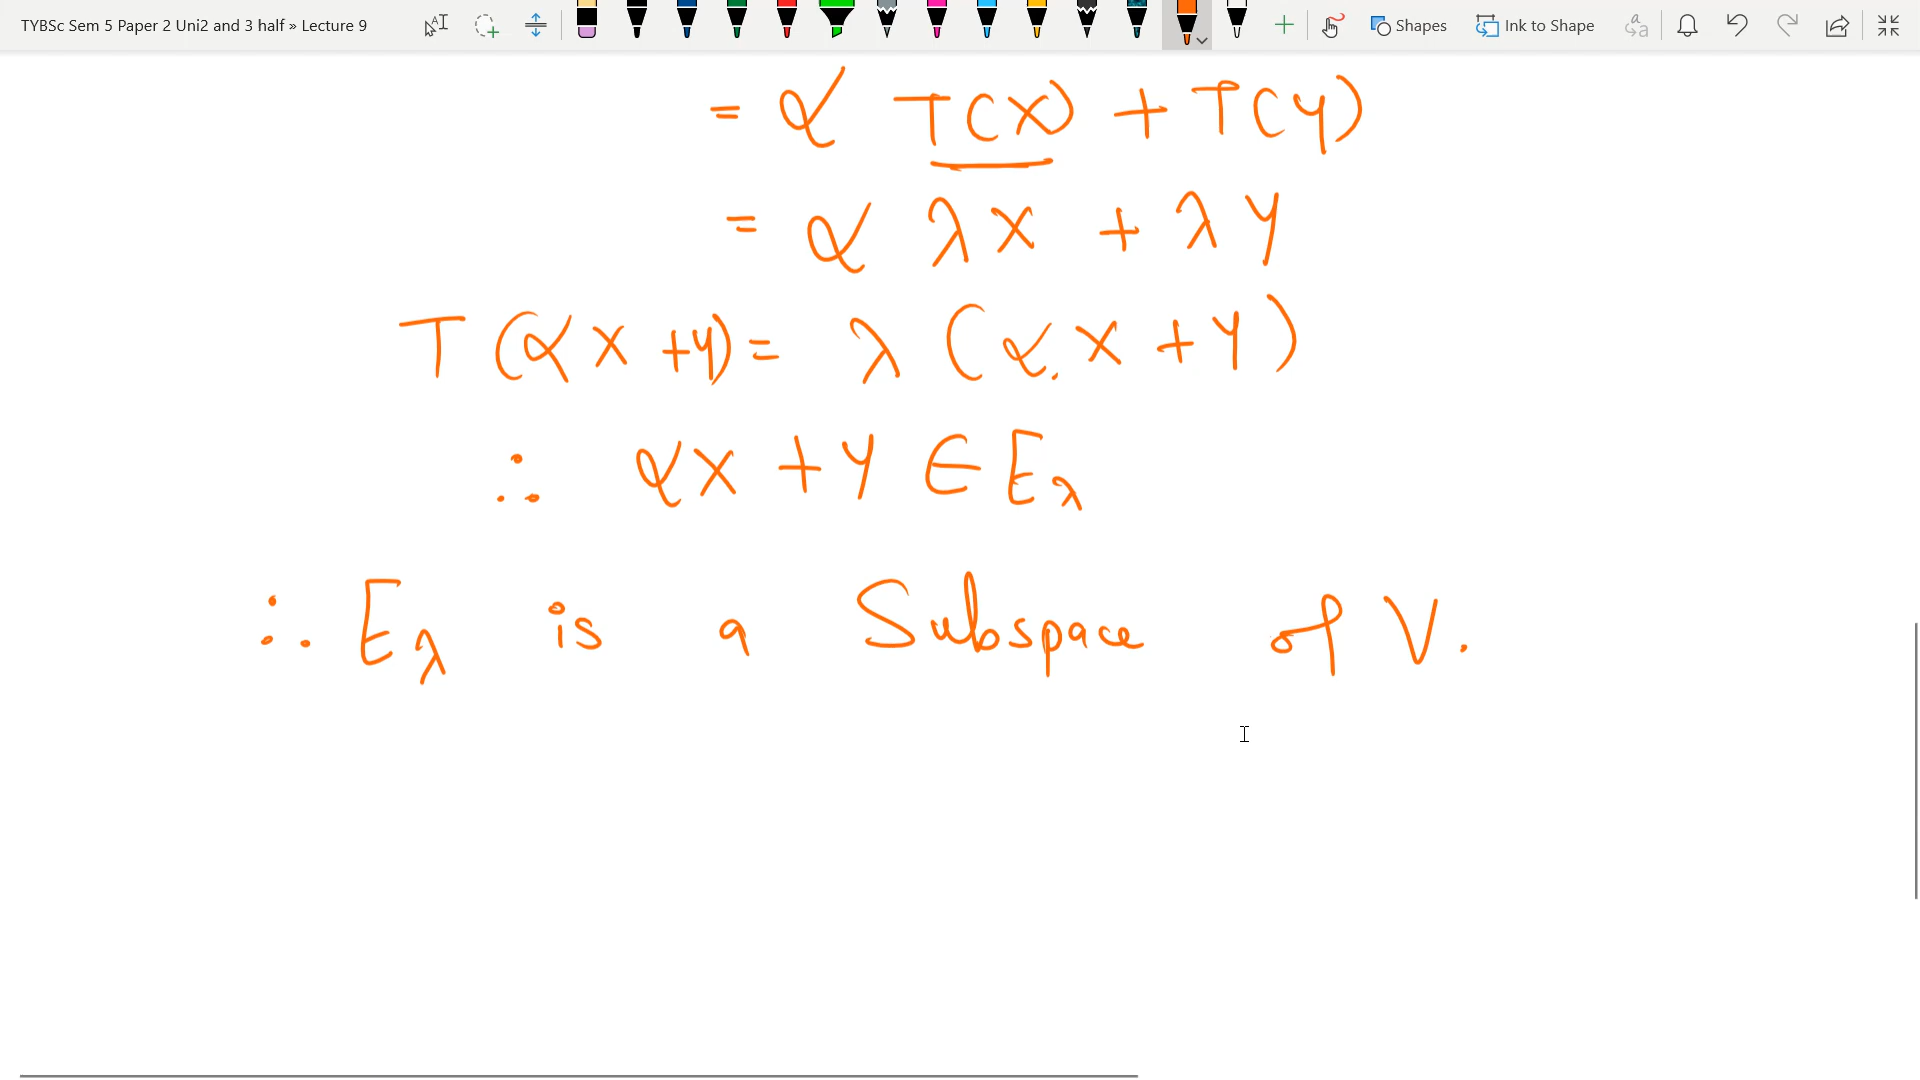 TYBSc Sem 5 Paper 2 Uni2 and 3 half » Lecture 9
Shapes
Ink to Shape
= α T(X) + T(Y)
= α λX + λY
T(αX + Y) = λ(α.X + Y)
∴ αX + Y ∈ Eλ
∴ Eλ is a Subspace of V.